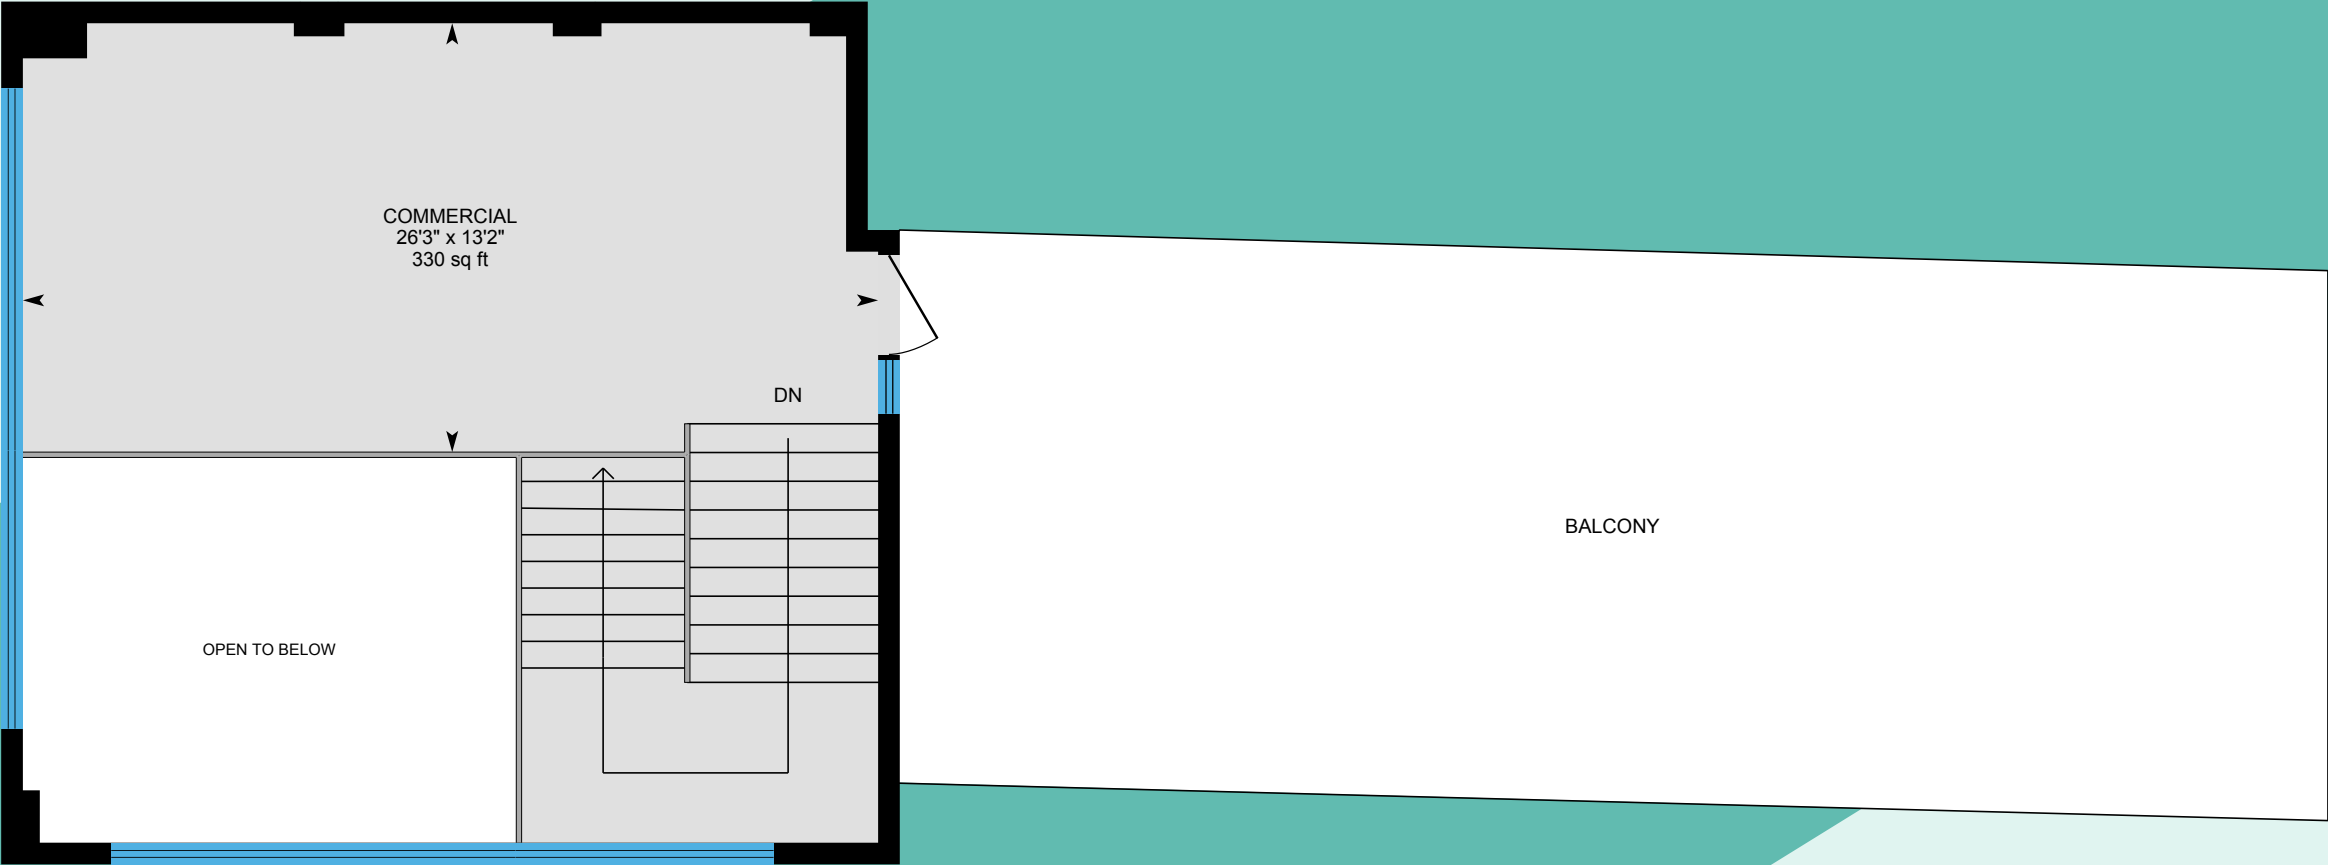 COMMERCIAL
26'3" x 13'2"
330 sq ft
DN
BALCONY
OPEN TO BELOW